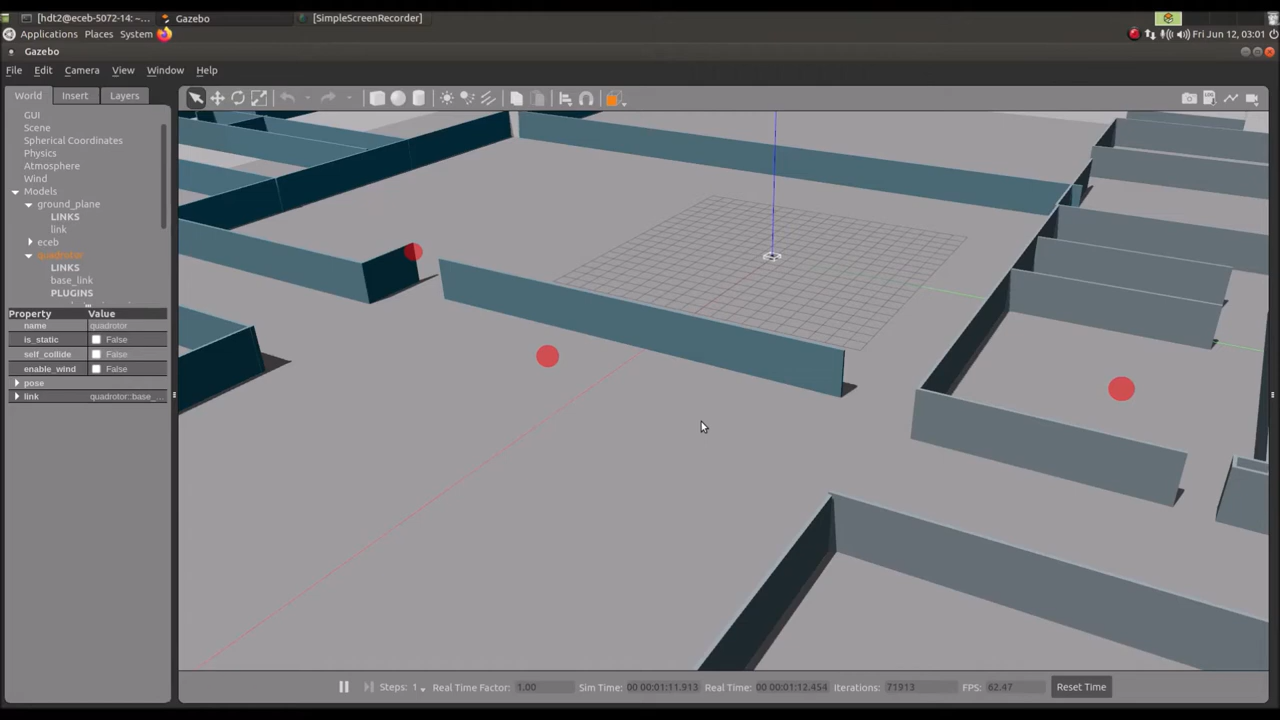 [hdt2@eceb-5072-14: ~... Gazebo [SimpleScreenRecorder]
Applications Places System Fri Jun 12, 03:01
Gazebo
File Edit Camera View Window Help
World Insert Layers
GUI
Scene
Spherical Coordinates
Physics
Atmosphere
Wind
Models
ground_plane
LINKS
link
eceb
quadrotor
LINKS
base_link
PLUGINS
Property Value
name quadrotor
is_static False
self_collide False
enable_wind False
pose
link quadrotor::base_...
Steps: 1 Real Time Factor: 1.00 Sim Time: 00 00:01:11.913 Real Time: 00 00:01:12.454 Iterations: 71913 FPS: 62.47 Reset Time